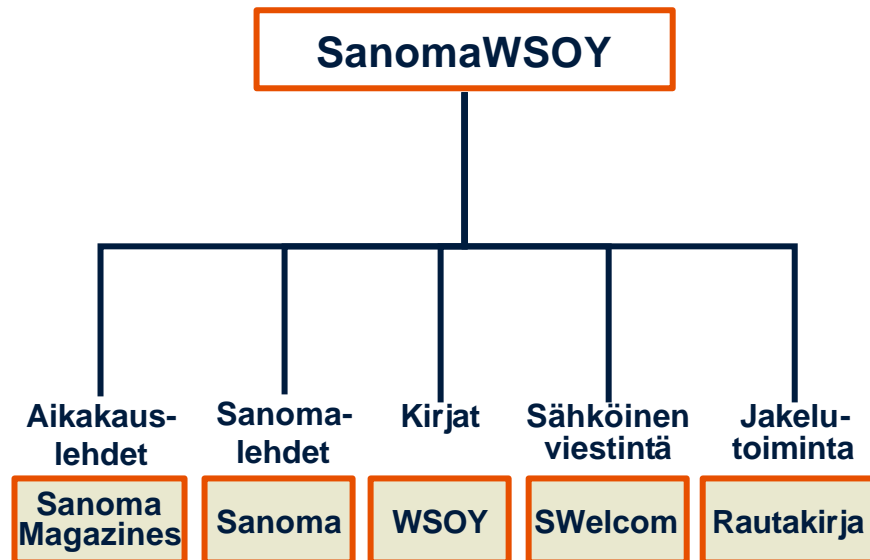 SanomaWSOY
Aikakaus-
lehdet
Sanoma-
lehdet
Kirjat
Sähköinen
viestintä
Jakelu-
toiminta
Sanoma
Magazines
Sanoma
WSOY
SWelcom
Rautakirja